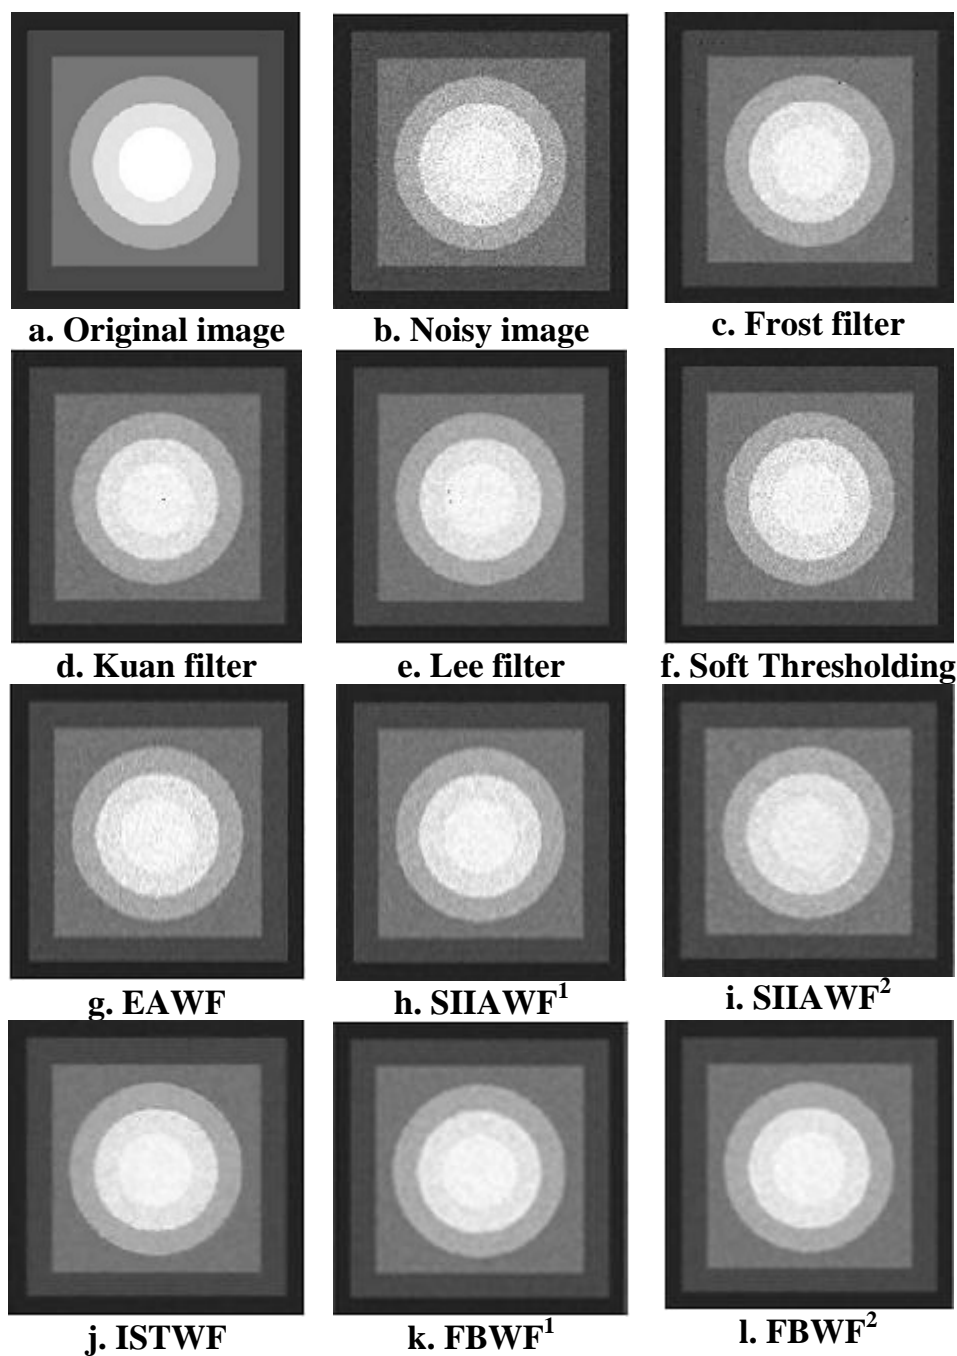 a. Original image
b. Noisy image
c. Frost filter
d. Kuan filter
e. Lee filter
f. Soft Thresholding
g. EAWF
h. SIIAWF¹
i. SIIAWF²
j. ISTWF
k. FBWF¹
l. FBWF²